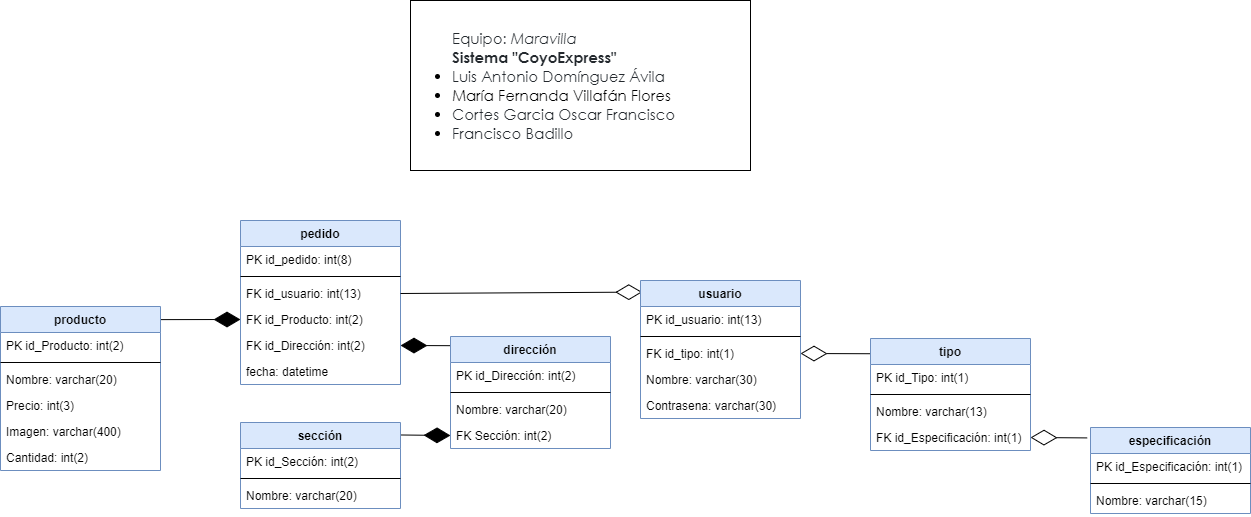 Equipo: Maravilla
Sistema "CoyoExpress"
Luis Antonio Domínguez Ávila
María Fernanda Villafán Flores
Cortes Garcia Oscar Francisco
Francisco Badillo
pedido
PK id_pedido: int(8)
FK id_usuario: int(13)
FK id_Producto: int(2)
FK id_Dirección: int(2)
fecha: datetime
producto
PK id_Producto: int(2)
Nombre: varchar(20)
Precio: int(3)
Imagen: varchar(400)
Cantidad: int(2)
dirección
PK id_Dirección: int(2)
Nombre: varchar(20)
FK Sección: int(2)
sección
PK id_Sección: int(2)
Nombre: varchar(20)
usuario
PK id_usuario: int(13)
FK id_tipo: int(1)
Nombre: varchar(30)
Contrasena: varchar(30)
tipo
PK id_Tipo: int(1)
Nombre: varchar(13)
FK id_Especificación: int(1)
especificación
PK id_Especificación: int(1)
Nombre: varchar(15)